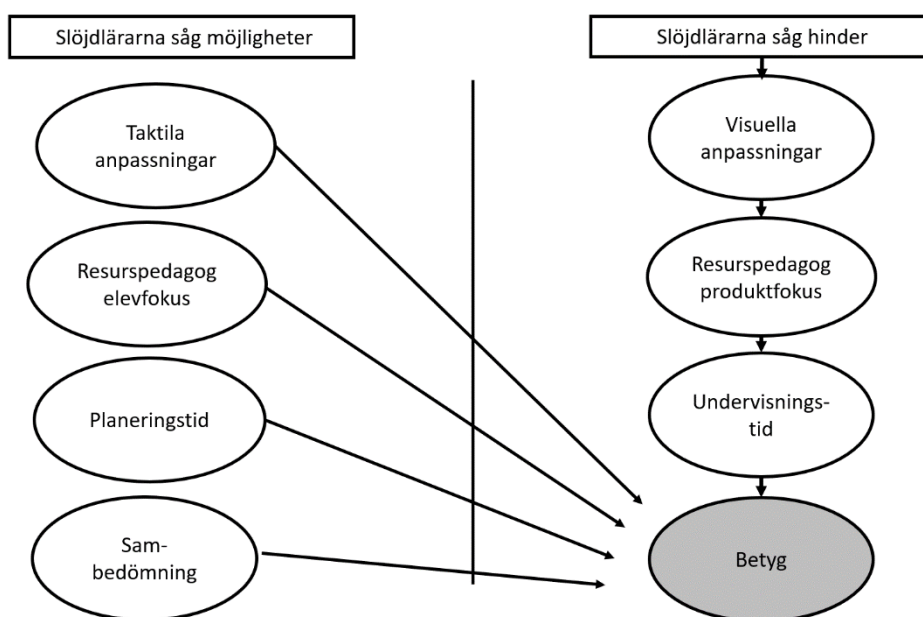 Slöjdlärarna såg möjligheter
Taktila
anpassningar
Resurspedagog
elevfokus
Planeringstid
Sam-
bedömning
Slöjdlärarna såg hinder
Visuella
anpassningar
Resurspedagog
produktfokus
Undervisnings-
tid
Betyg